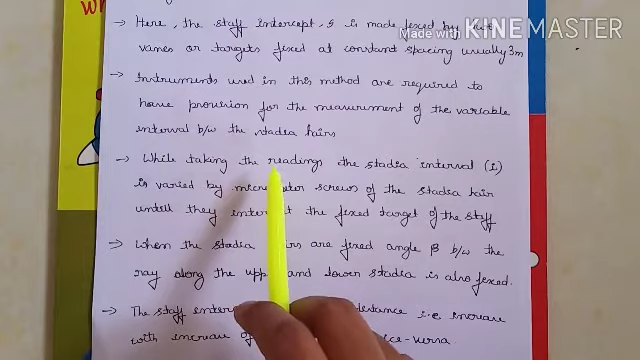 Here, the staff intercept, s is made fixed by
vanes or targets fixed at constant spacing usually 3m
Made with KINEMASTER
→ Instruments used in this method are required to
have provision for the measurement of the variable
interval b/w the stadia hairs
→ While taking the readings the stadia interval (i)
is varied by screws of the stadia hair
untill they the fixed target of the staff
→ When the stadia are fixed angle β b/w the
ray along the and lower stadia is also fixed.
→ The staff distance i.e. increase
with increase of